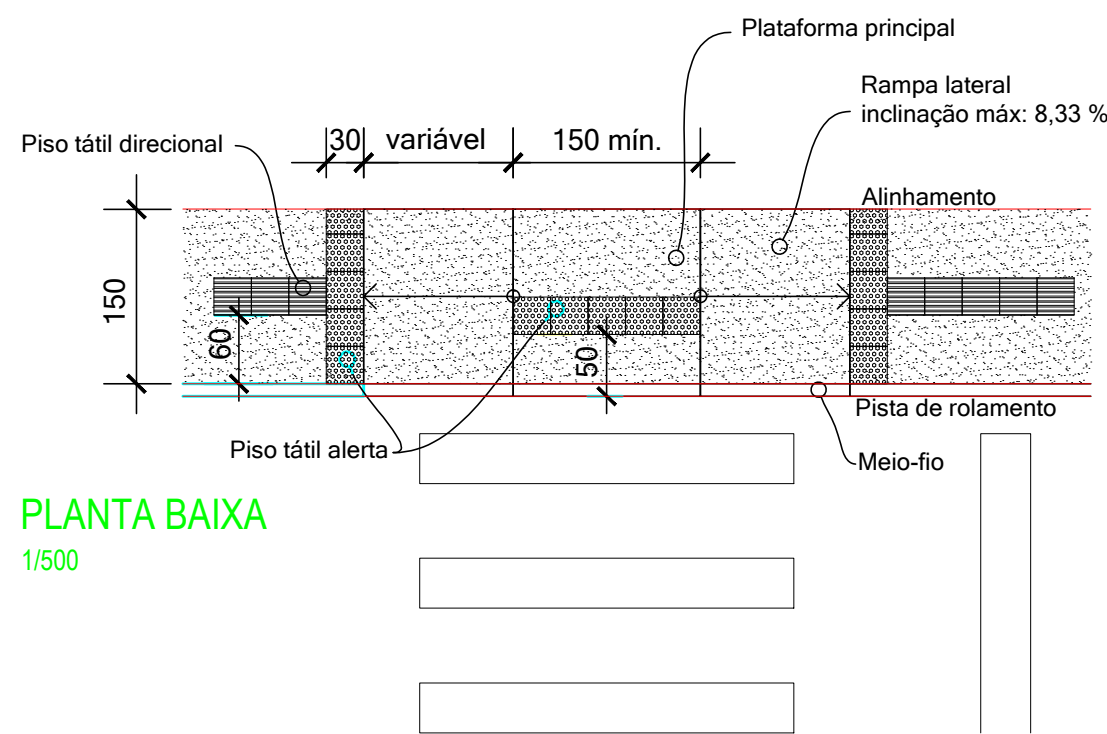 Plataforma principal
Rampa lateral
inclinação máx: 8,33 %
Piso tátil direcional
30
variável
150 mín.
Alinhamento
150
60
50
Pista de rolamento
Piso tátil alerta
Meio-fio
PLANTA BAIXA
1/500